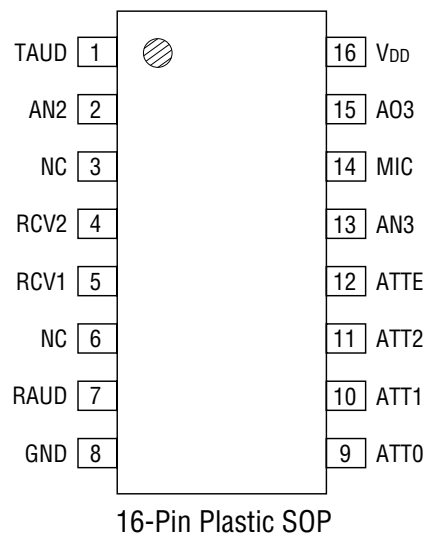 TAUD 1 16 VDD
AN2 2 15 AO3
NC 3 14 MIC
RCV2 4 13 AN3
RCV1 5 12 ATTE
NC 6 11 ATT2
RAUD 7 10 ATT1
GND 8 9 ATT0
16-Pin Plastic SOP